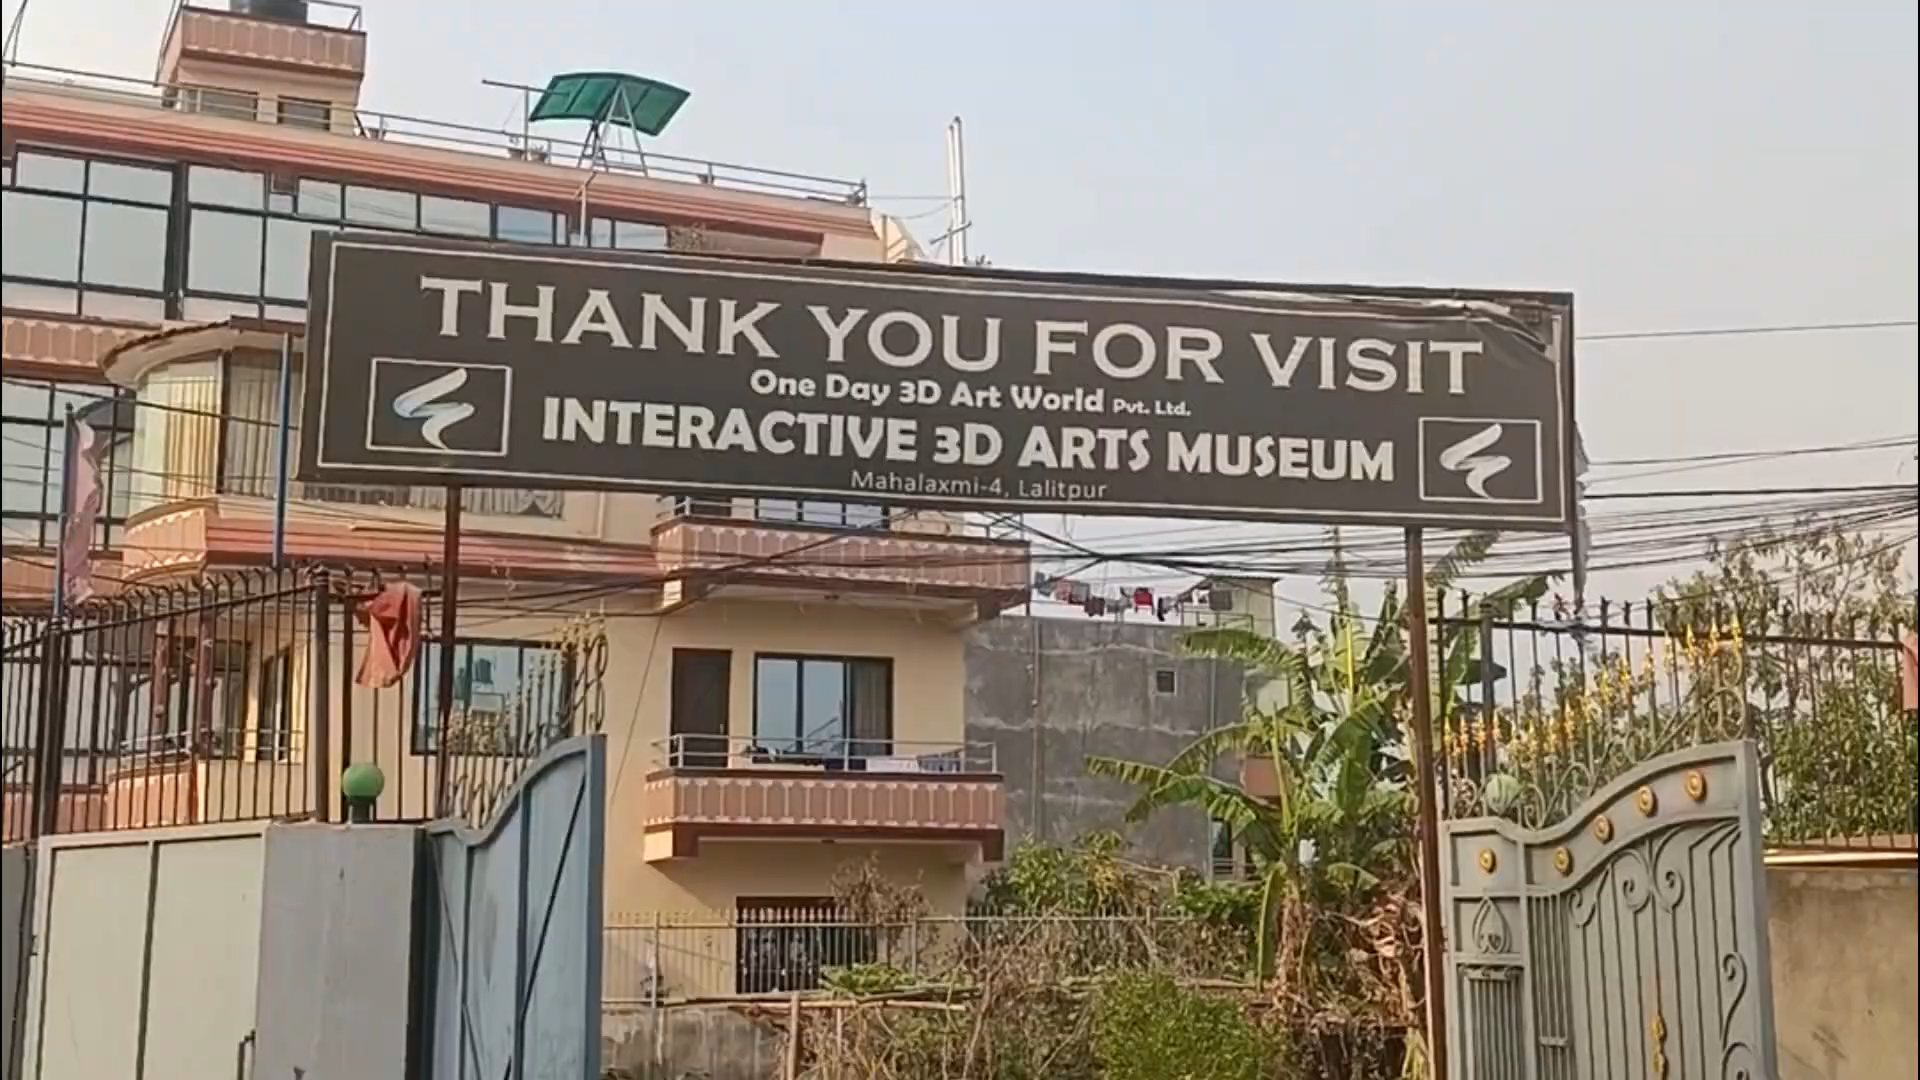 THANK YOU FOR VISIT
One Day 3D Art World Pvt. Ltd.
INTERACTIVE 3D ARTS MUSEUM
Mahalaxmi-4, Lalitpur